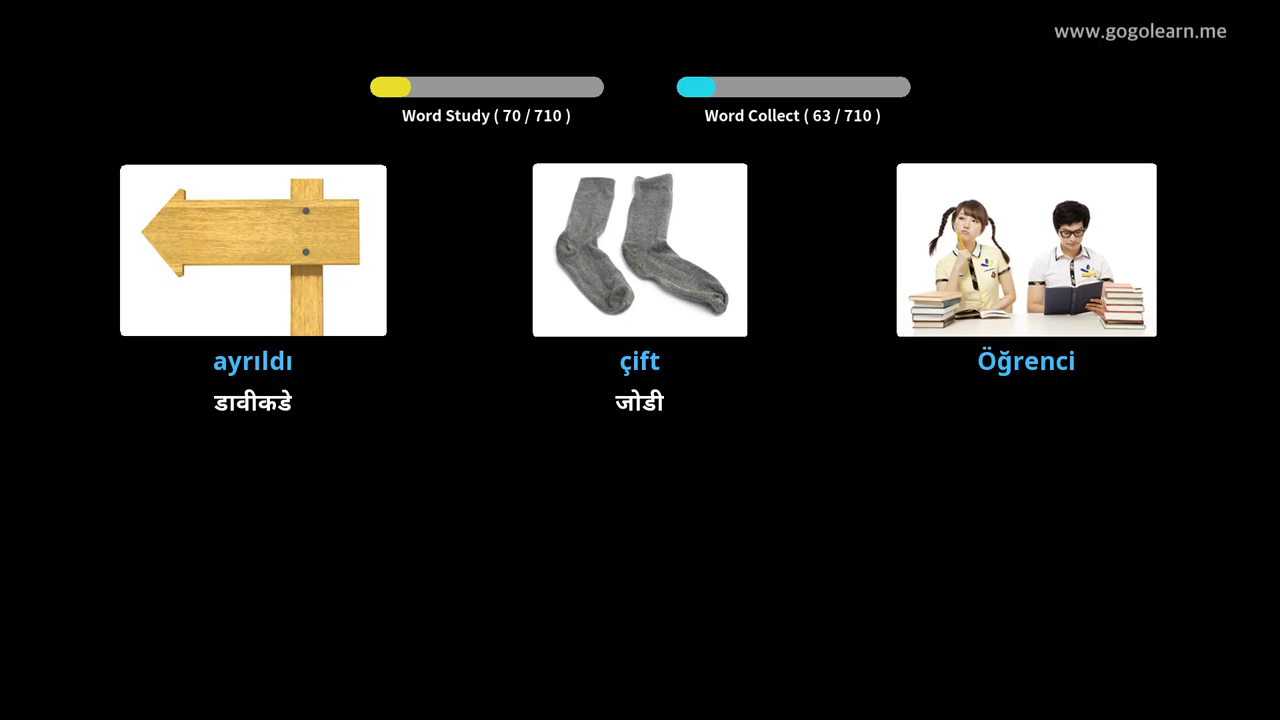 www.gogolearn.me
Word Study ( 70 / 710 )
Word Collect ( 63 / 710 )
ayrıldı
çift
Öğrenci
डावीकडे
जोडी